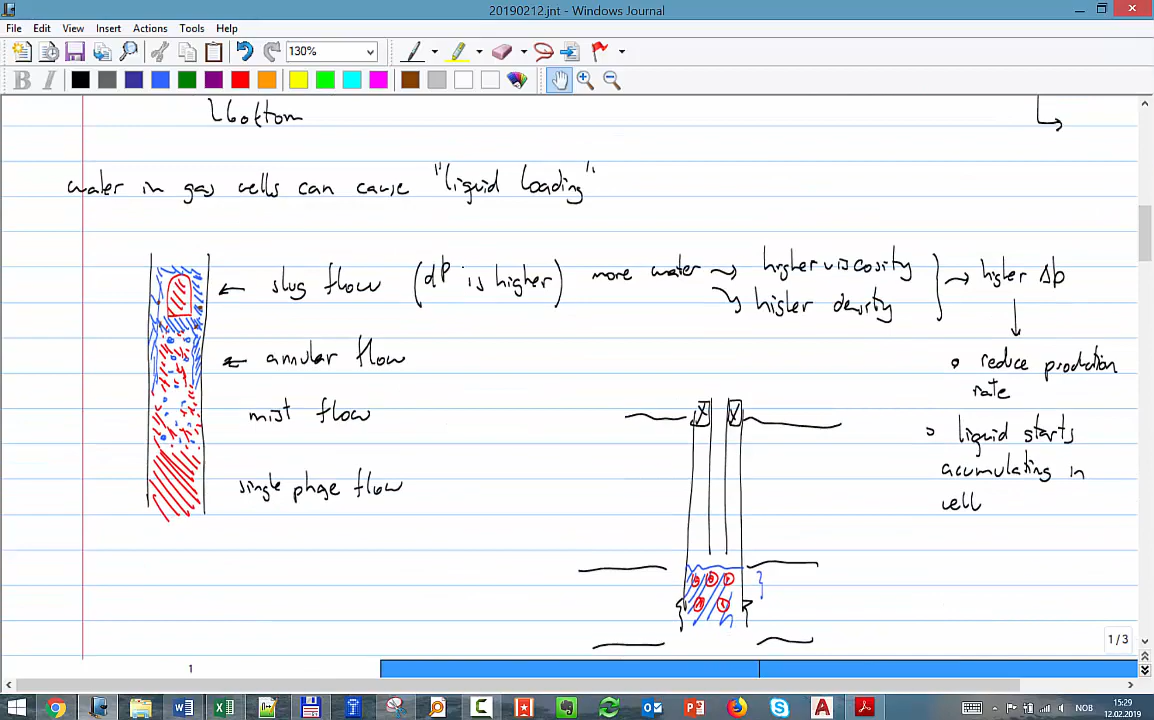 20190212.jnt - Windows Journal
File Edit View Insert Actions Tools Help
130%
B I
bottom
water in gas wells can cause "liquid loading"
← slug flow (dP is higher) more water → higher viscosity → higher Δp
higher density
← annular flow
reduce production
rate
mist flow
liquid starts
acumulating in
well
single phase flow
1 / 3
1
NOB
15:29
12.02.2019